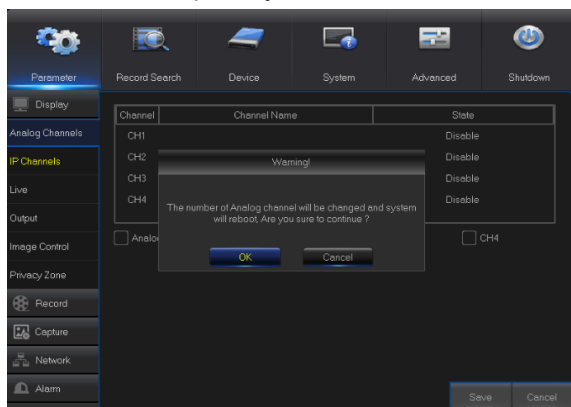 Parameter Record Search Device System Advanced Shutdown
Display
Analog Channels
IP Channels
Live
Output
Image Control
Privacy Zone
Record
Capture
Network
Alarm
Channel Channel Name State
CH1 Disable
CH2 Disable
CH3 Disable
CH4 Disable
Warning!
The number of Analog channel will be changed and system
will reboot, Are you sure to continue ?
OK Cancel
Analo CH4
Save Cancel